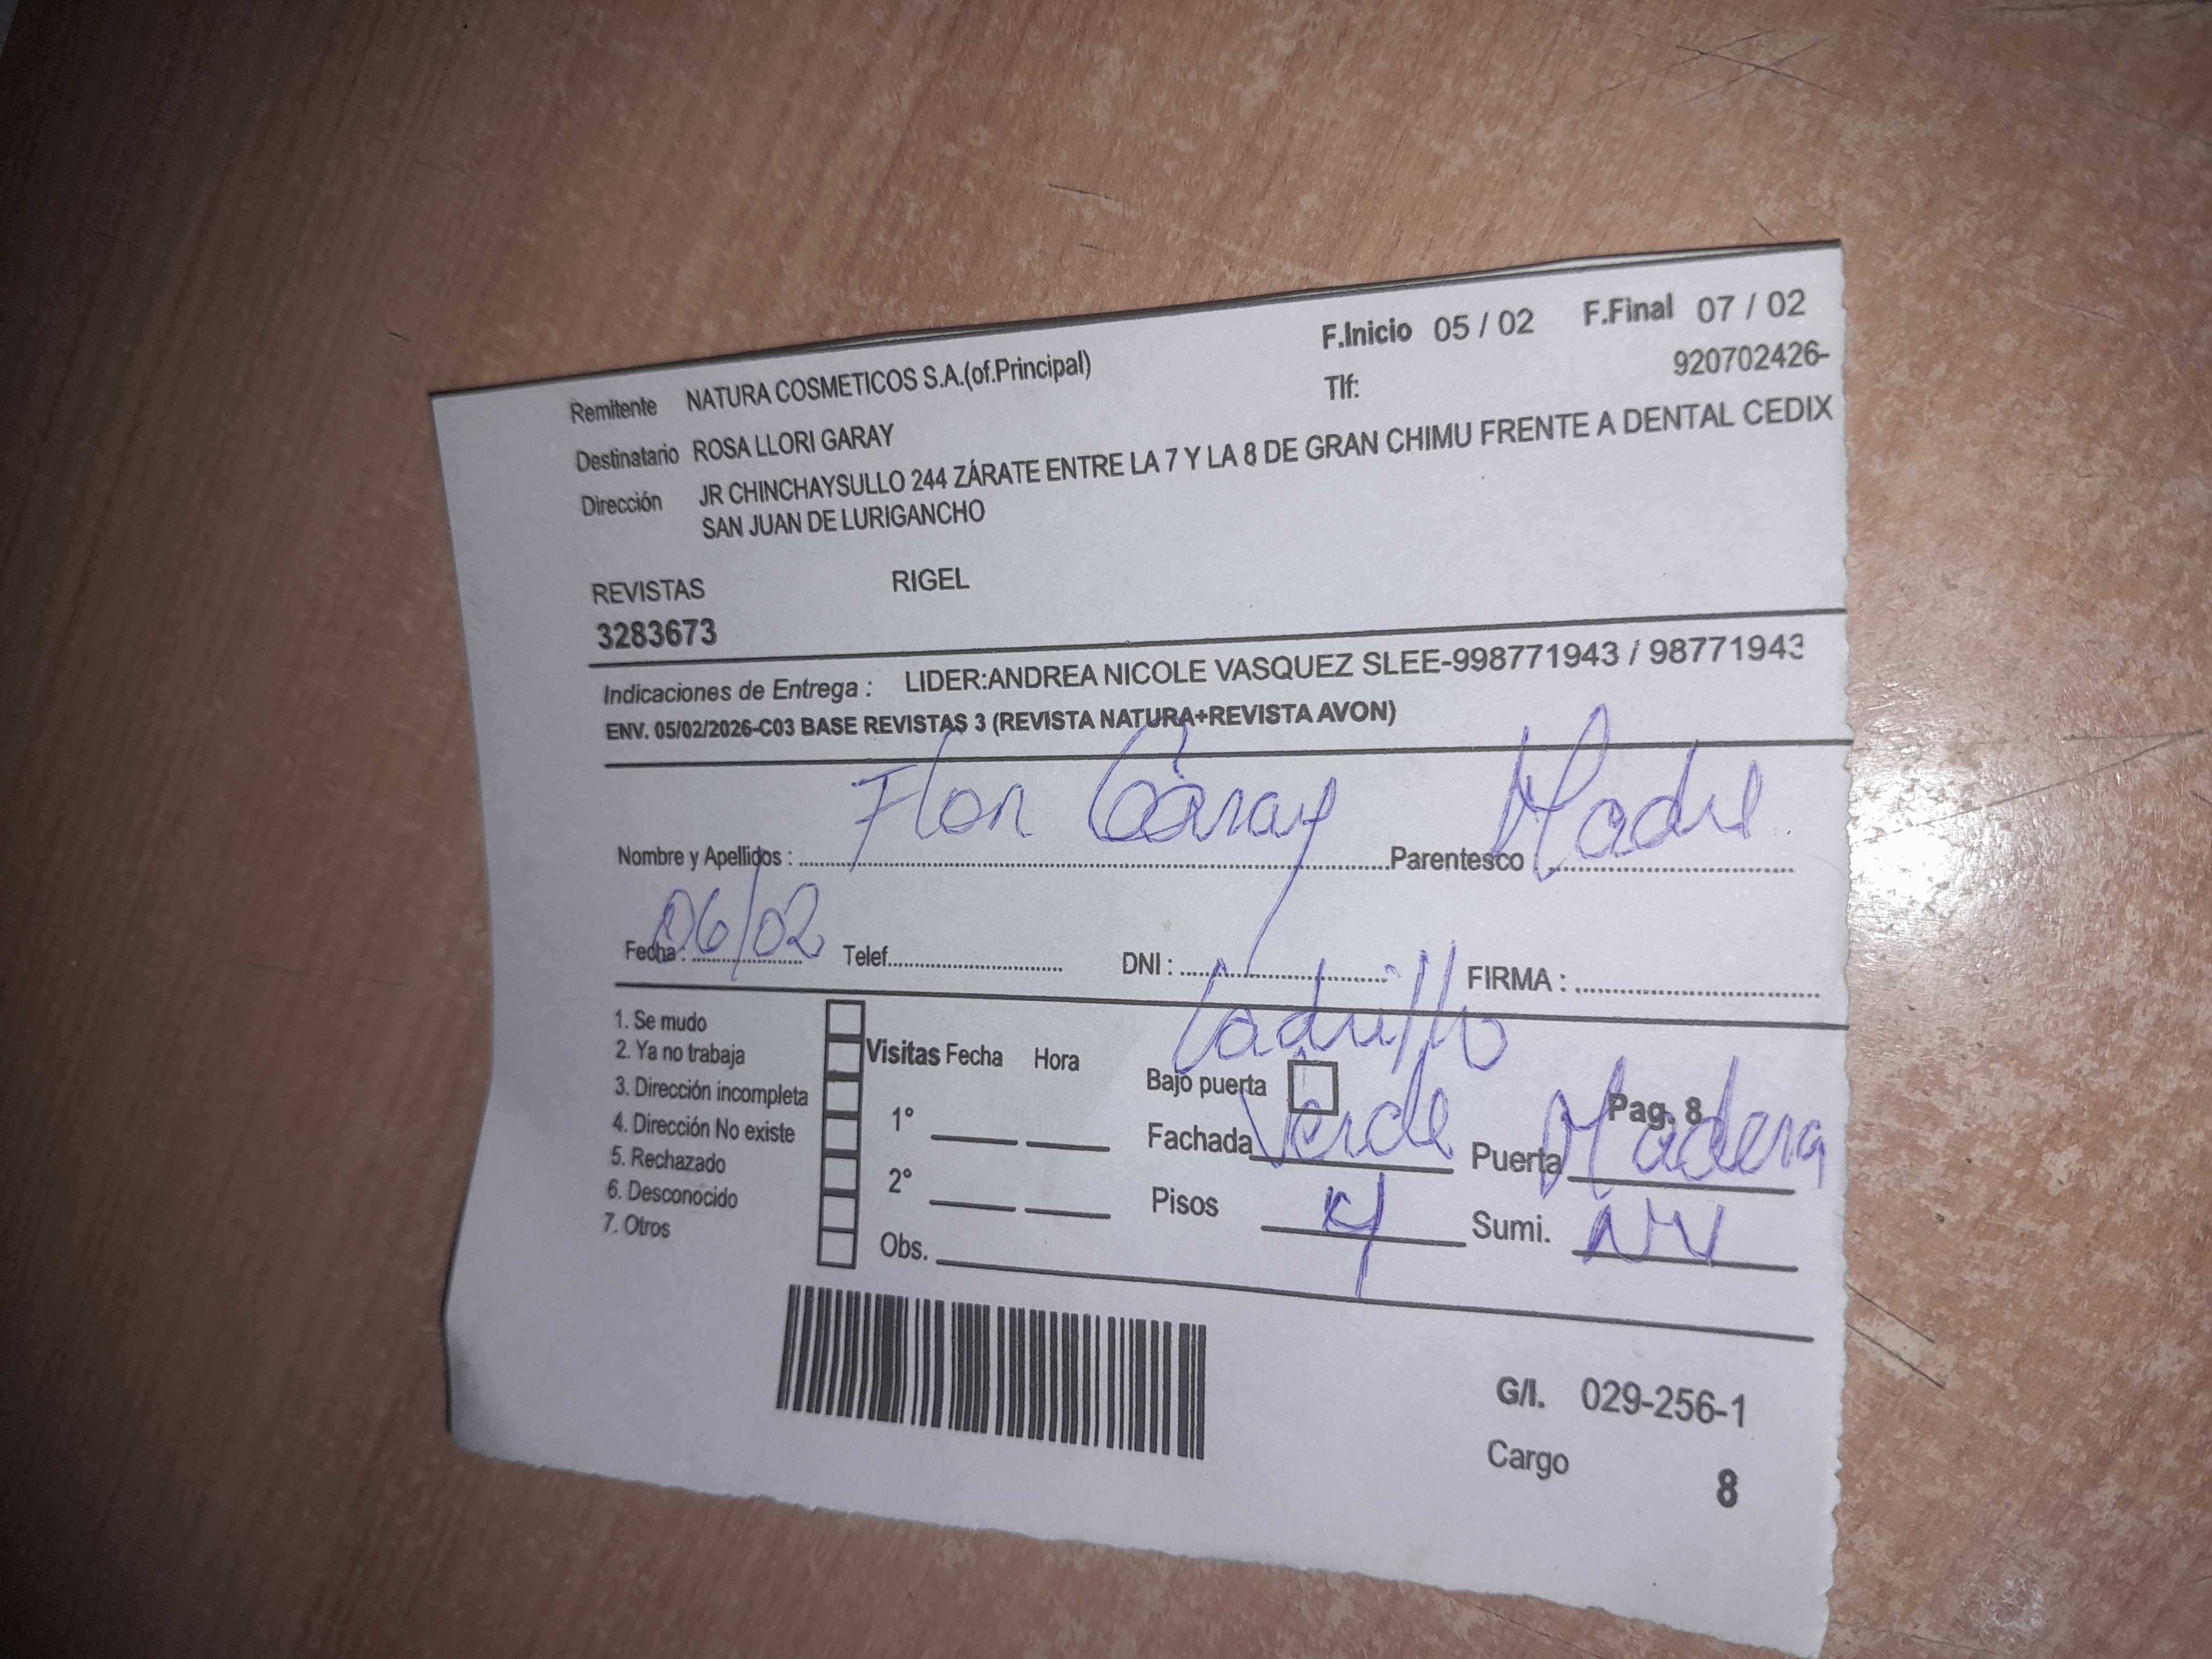 F.Inicio 05 / 02 F.Final 07 / 02
Remitente NATURA COSMETICOS S.A.(of.Principal) Tlf: 920702426-
Destinatario ROSA LLORI GARAY
Dirección JR CHINCHAYSULLO 244 ZÁRATE ENTRE LA 7 Y LA 8 DE GRAN CHIMU FRENTE A DENTAL CEDIX
SAN JUAN DE LURIGANCHO
REVISTAS RIGEL
3283673
Indicaciones de Entrega : LIDER:ANDREA NICOLE VASQUEZ SLEE-998771943 / 98771943
ENV. 05/02/2026-C03 BASE REVISTAS 3 (REVISTA NATURA+REVISTA AVON)
Nombre y Apellidos : Flor Garay Parentesco Madre
Fecha : 06/02 Telef. DNI : FIRMA :
1. Se mudo
2. Ya no trabaja
3. Dirección incompleta
4. Dirección No existe
5. Rechazado
6. Desconocido
7. Otros
Visitas Fecha Hora
1°
2°
Obs.
Ladrillo
Bajo puerta Pag. 8
Fachada Verde Puerta Madera
Pisos 4 Sumi. NV
G/I. 029-256-1
Cargo 8